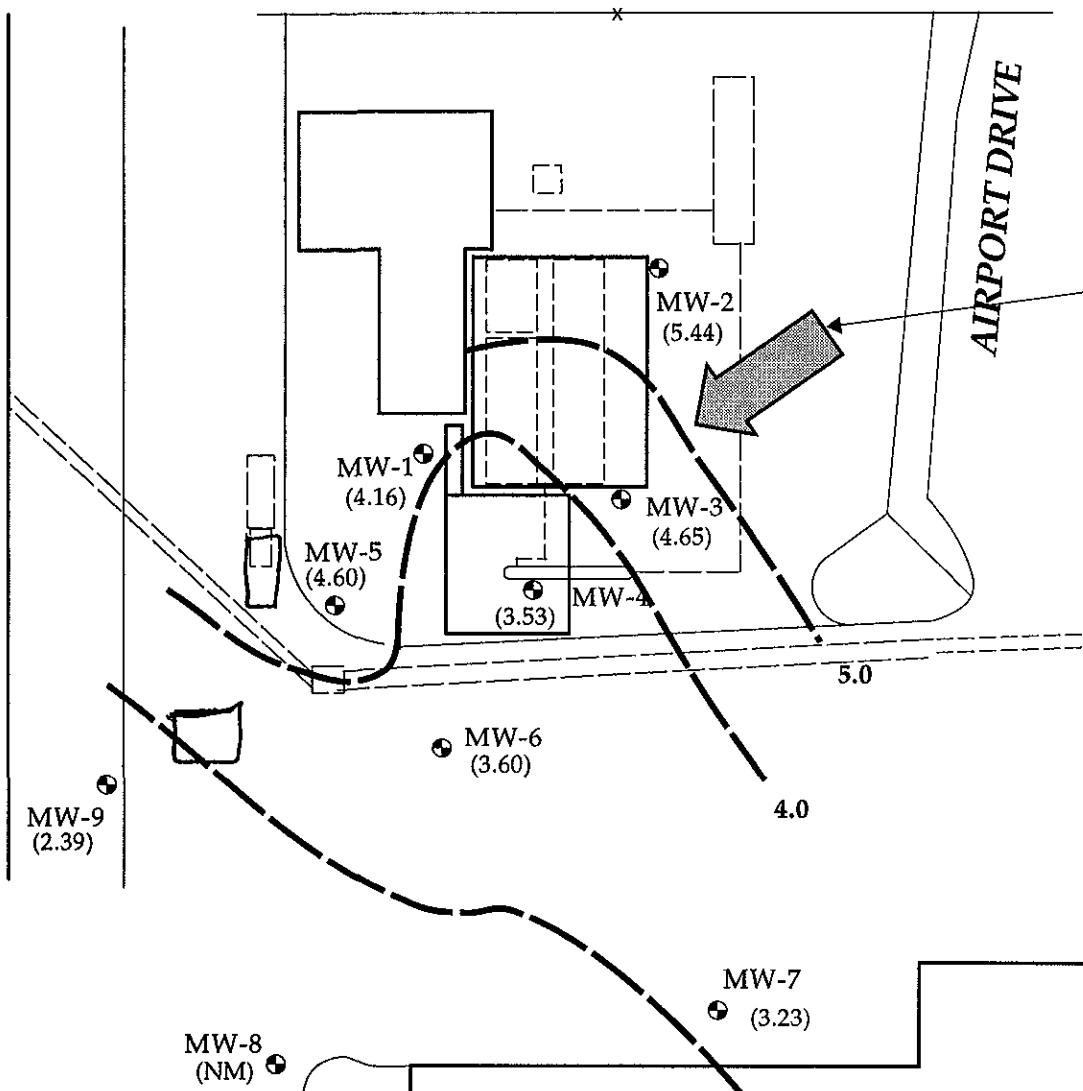 x
AIRPORT DRIVE
MW-2
(5.44)
MW-1
(4.16)
MW-3
(4.65)
MW-5
(4.60)
MW-4
(3.53)
5.0
MW-6
(3.60)
4.0
MW-9
(2.39)
MW-7
(3.23)
MW-8
(NM)